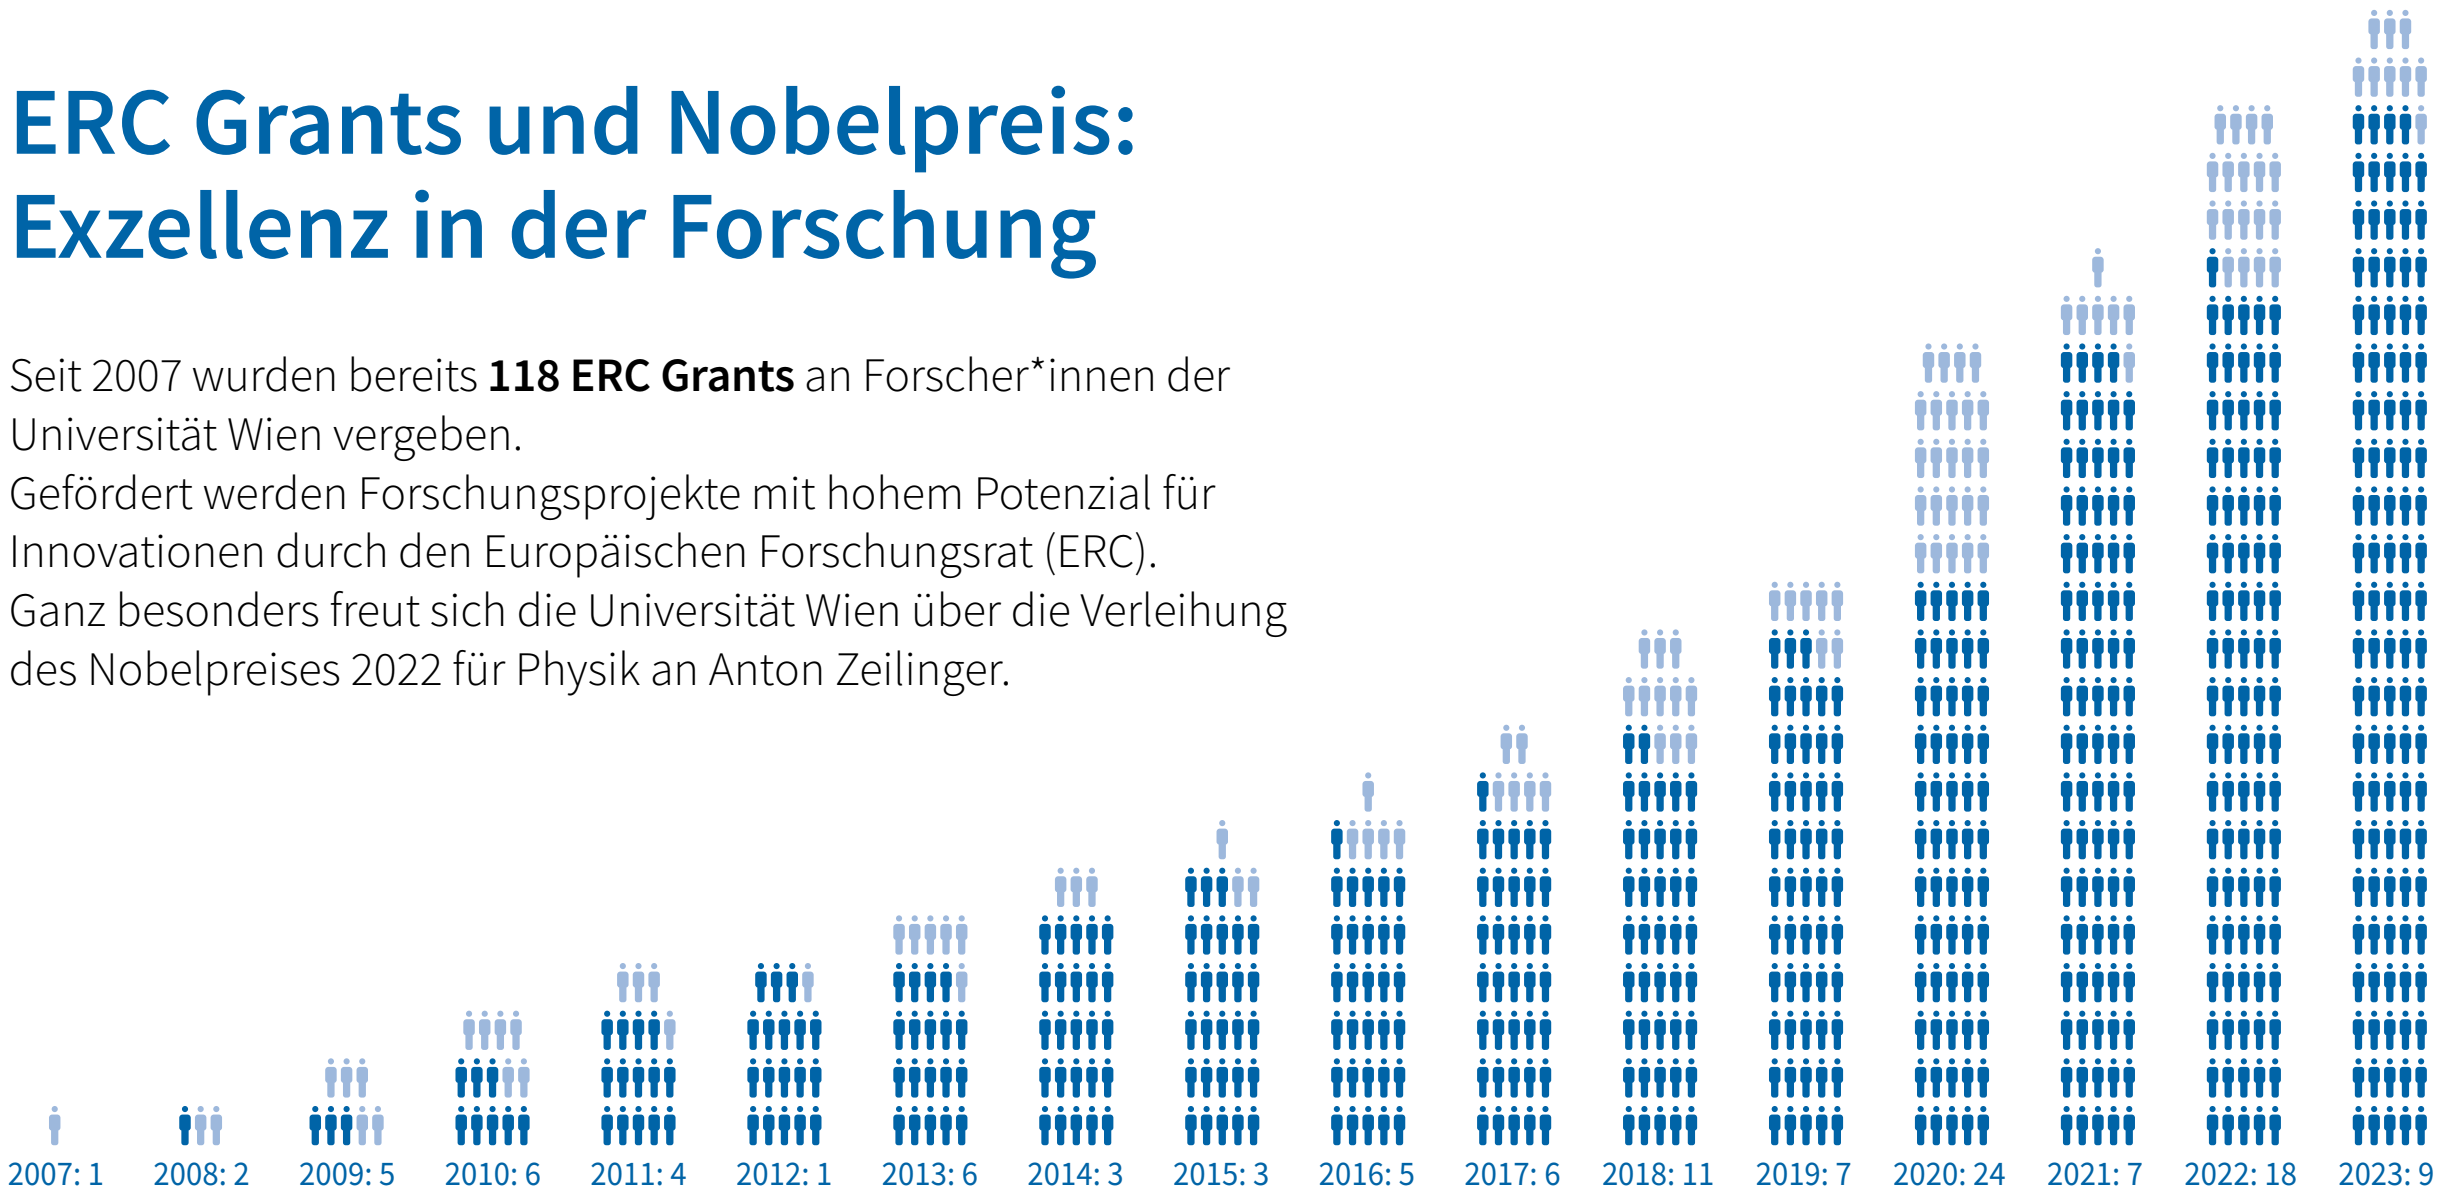 ERC Grants und Nobelpreis:
Exzellenz in der Forschung
Seit 2007 wurden bereits 118 ERC Grants an Forscher*innen der
Universität Wien vergeben.
Gefördert werden Forschungsprojekte mit hohem Potenzial für
Innovationen durch den Europäischen Forschungsrat (ERC).
Ganz besonders freut sich die Universität Wien über die Verleihung
des Nobelpreises 2022 für Physik an Anton Zeilinger.
2007: 1 2008: 2 2009: 5 2010: 6 2011: 4 2012: 1 2013: 6 2014: 3 2015: 3 2016: 5 2017: 6 2018: 11 2019: 7 2020: 24 2021: 7 2022: 18 2023: 9